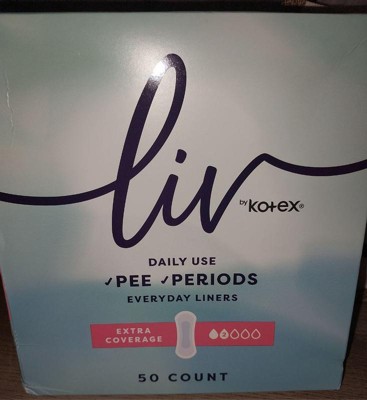 liv
by Kotex®
DAILY USE
✓PEE ✓PERIODS
EVERYDAY LINERS
EXTRA
COVERAGE
50 COUNT